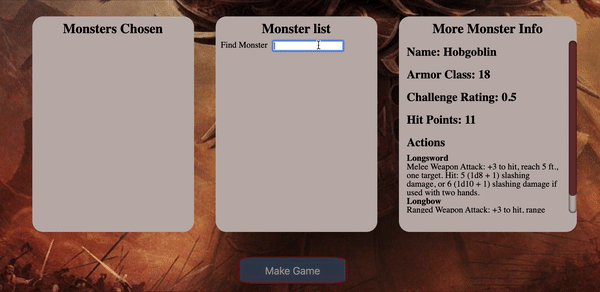 Monsters Chosen
Monster list
Find Monster
More Monster Info
Name: Hobgoblin
Armor Class: 18
Challenge Rating: 0.5
Hit Points: 11
Actions
Longsword
Melee Weapon Attack: +3 to hit, reach 5 ft.,
one target. Hit: 5 (1d8 + 1) slashing
damage, or 6 (1d10 + 1) slashing damage if
used with two hands.
Longbow
Ranged Weapon Attack: +3 to hit, range
Make Game